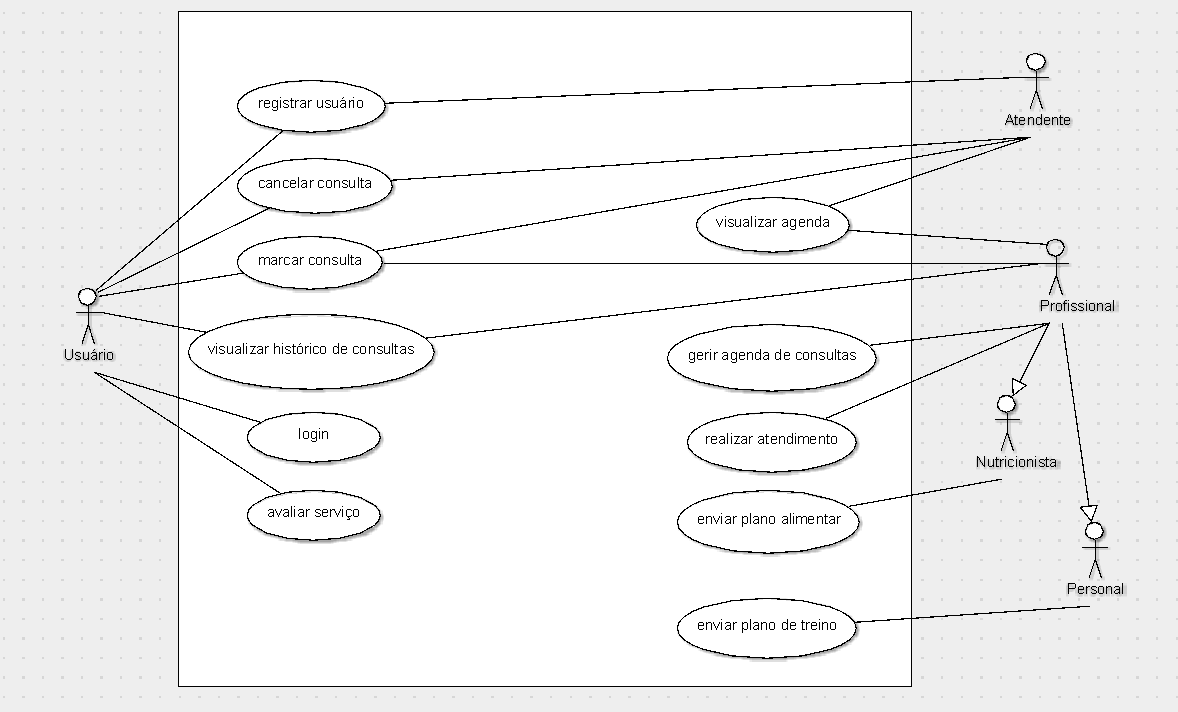 registrar usuário
Atendente
cancelar consulta
visualizar agenda
marcar consulta
Profissional
Usuário
visualizar histórico de consultas
gerir agenda de consultas
login
realizar atendimento
Nutricionista
avaliar serviço
enviar plano alimentar
Personal
enviar plano de treino